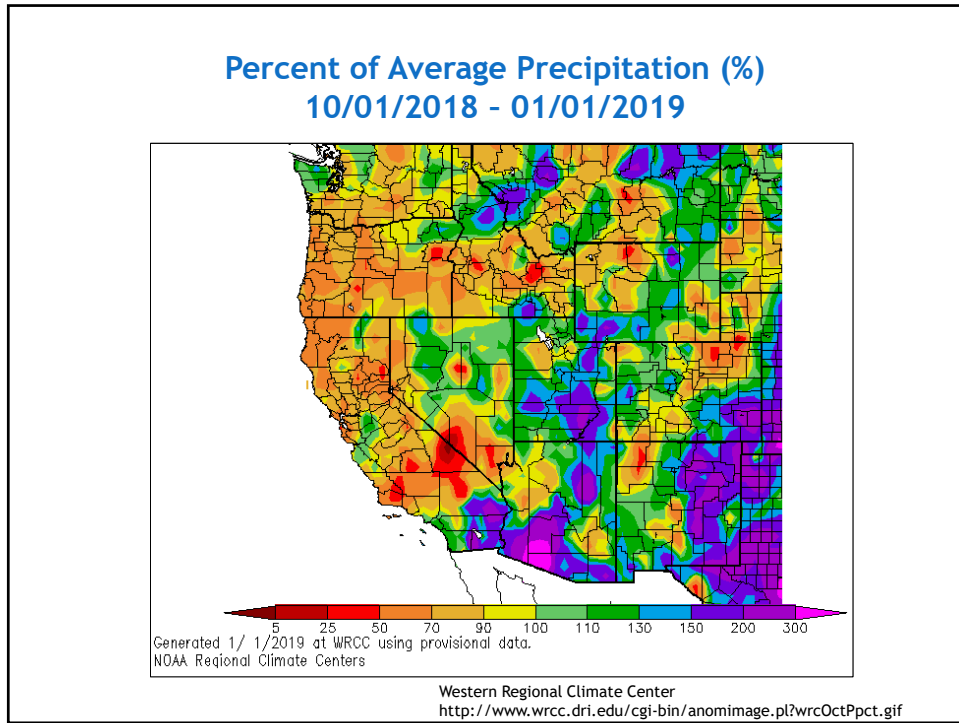 Percent of Average Precipitation (%)
10/01/2018 – 01/01/2019
5 25 50 70 90 100 110 130 150 200 300
Generated 1/ 1/2019 at WRCC using provisional data.
NOAA Regional Climate Centers
Western Regional Climate Center
http://www.wrcc.dri.edu/cgi-bin/anomimage.pl?wrcOctPpct.gif